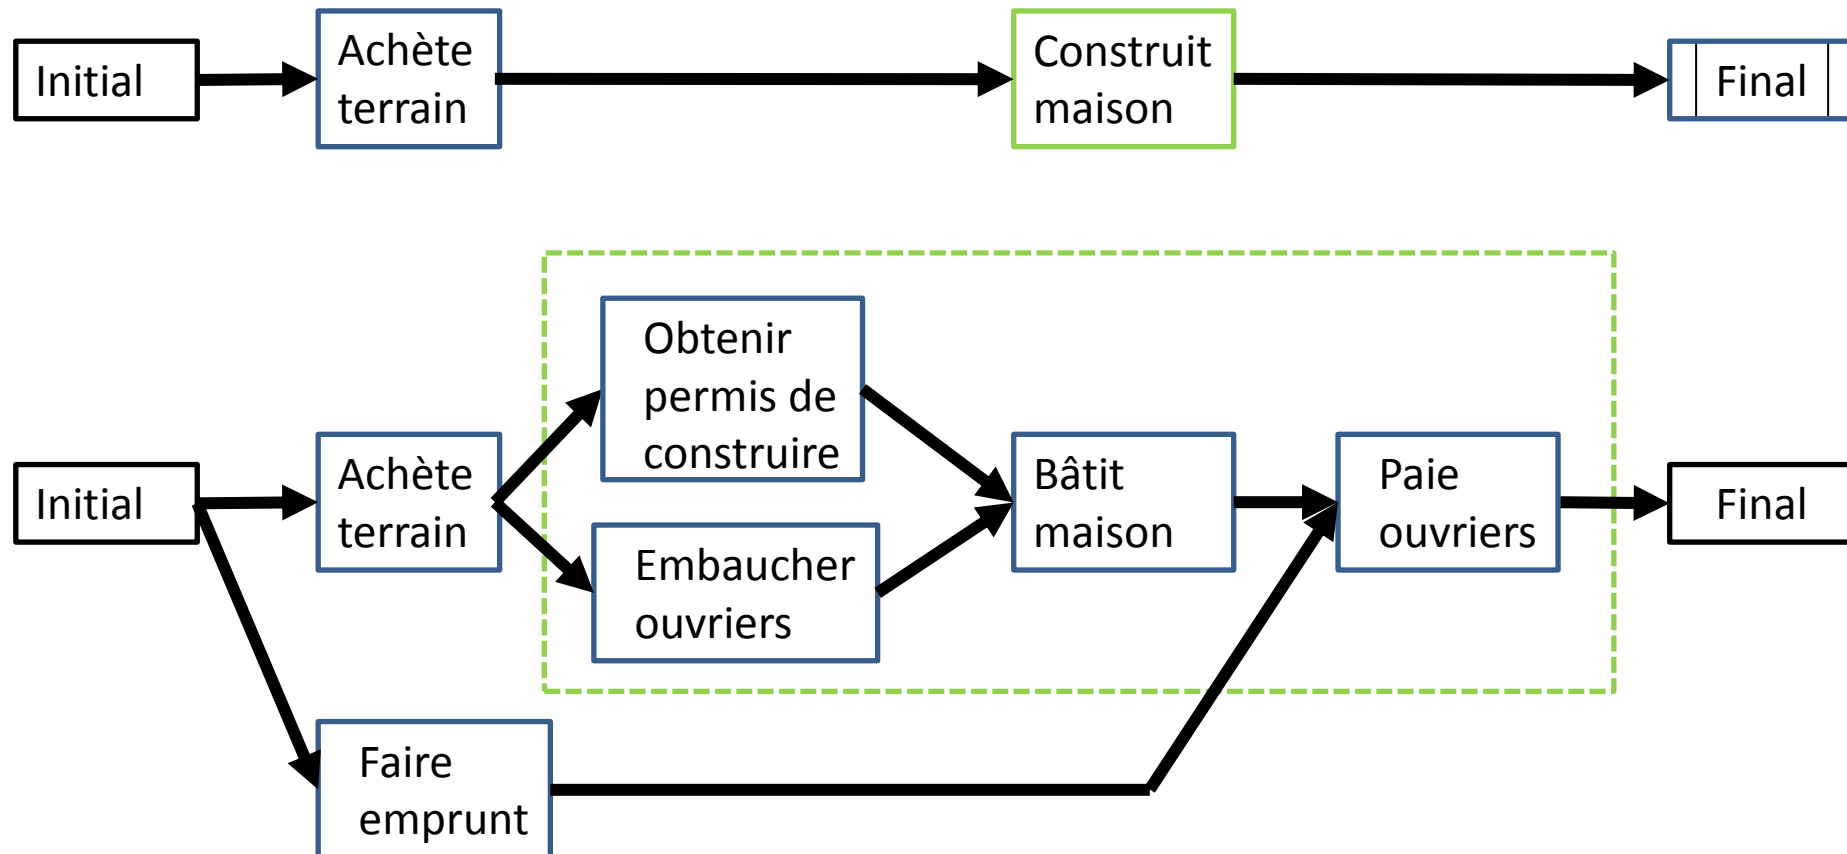 Initial
Achète
terrain
Construit
maison
Final
Obtenir
permis de
construire
Initial
Achète
terrain
Embaucher
ouvriers
Bâtit
maison
Paie
ouvriers
Final
Faire
emprunt